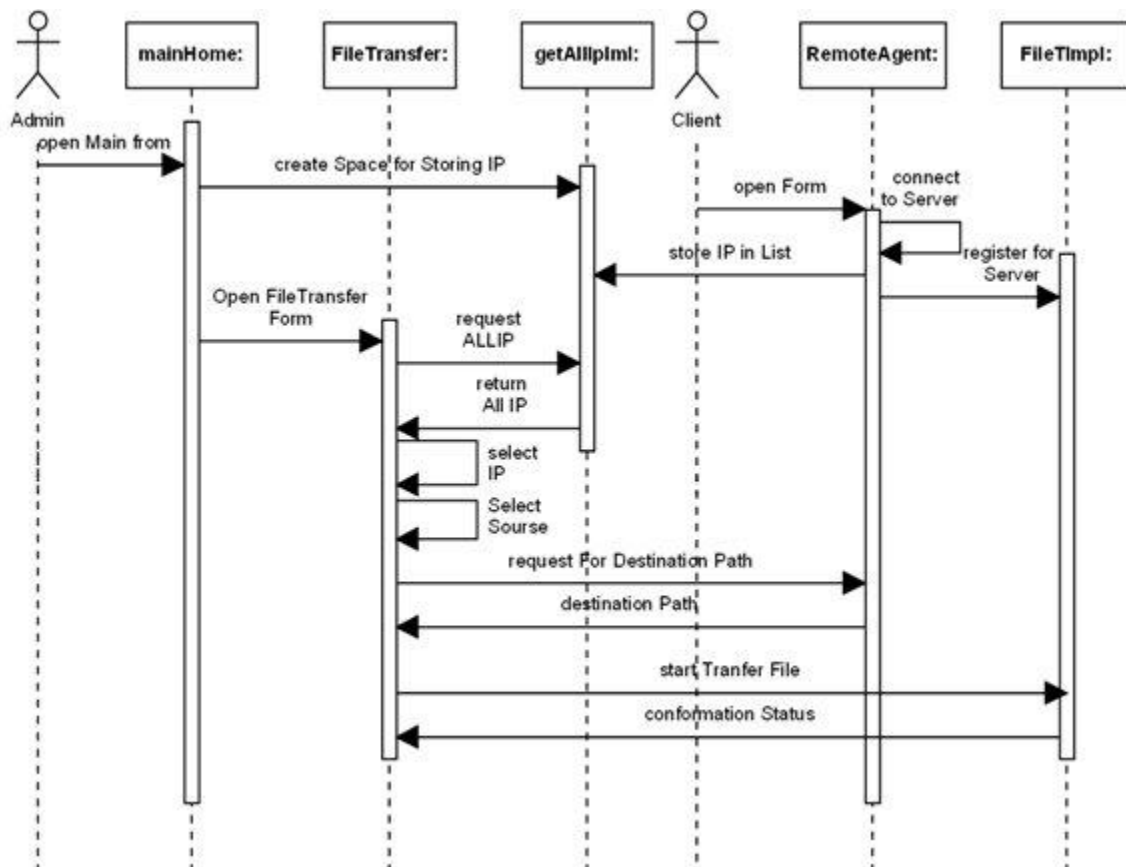 mainHome:
FileTransfer:
getAllIpIml:
RemoteAgent:
FileTImpl:
Admin
Client
open Main from
create Space for Storing IP
open Form
connect
to Server
store IP in List
register for
Server
Open FileTransfer
Form
request
ALLIP
return
All IP
select
IP
Select
Sourse
request For Destination Path
destination Path
start Tranfer File
conformation Status